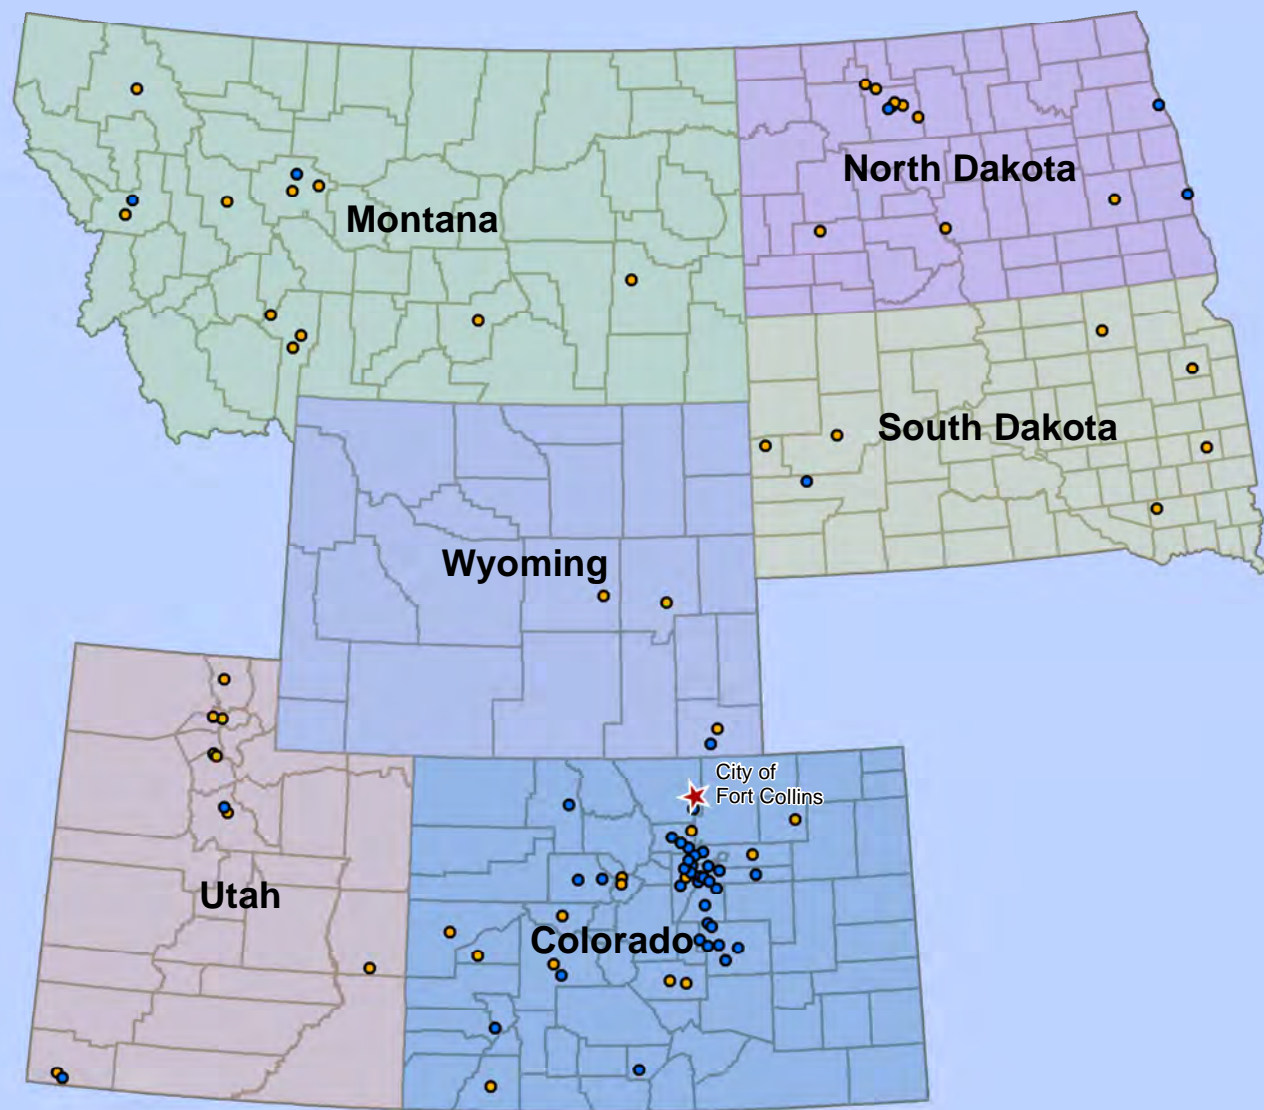 North Dakota
Montana
South Dakota
Wyoming
City of
Fort Collins
Utah
Colorado